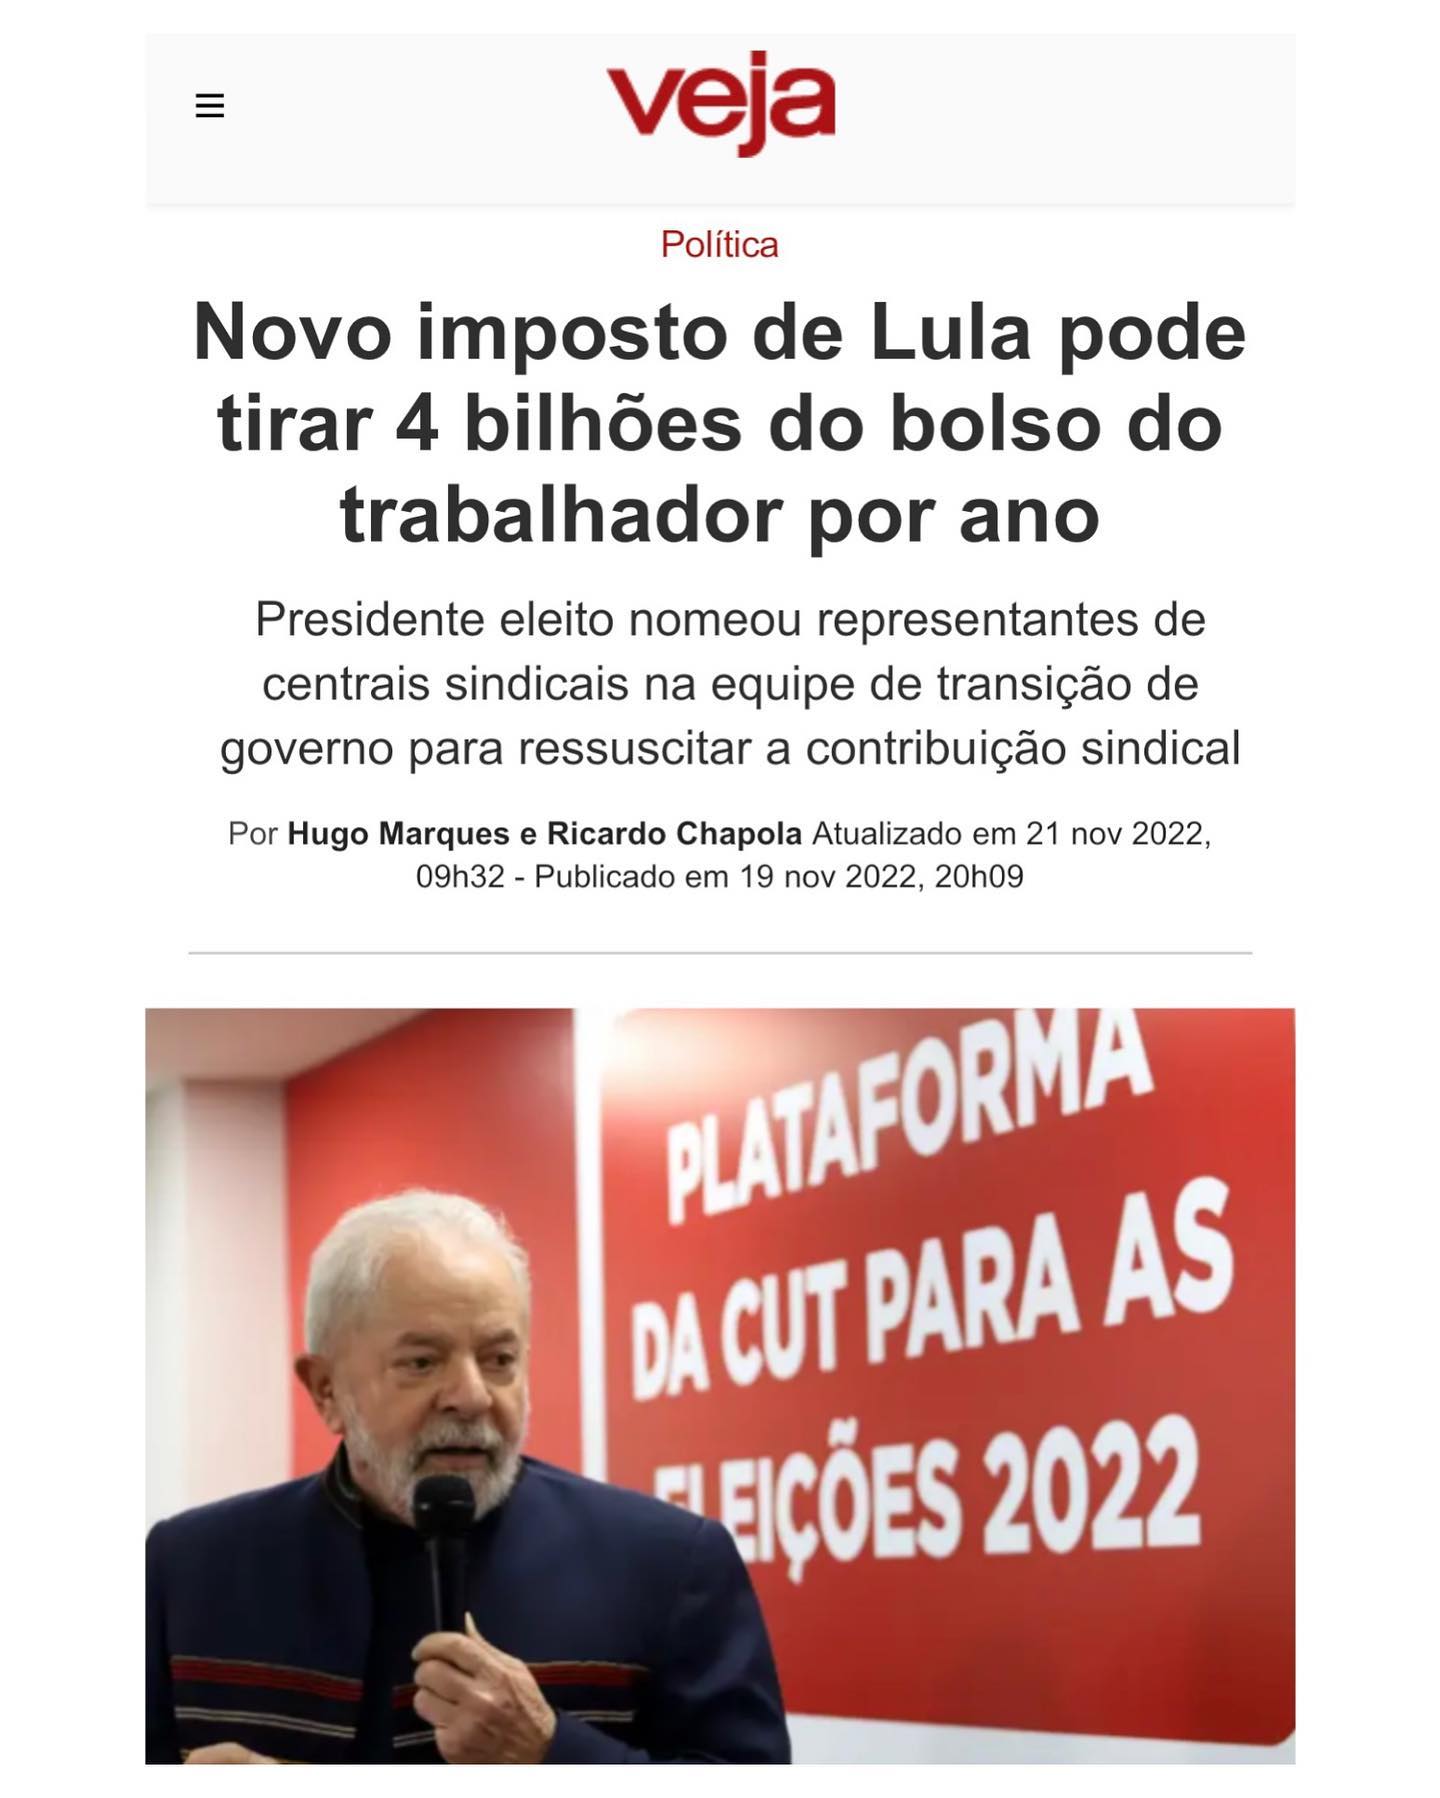 veja
Política
Novo imposto de Lula pode
tirar 4 bilhões do bolso do
trabalhador por ano
Presidente eleito nomeou representantes de
centrais sindicais na equipe de transição de
governo para ressuscitar a contribuição sindical
Por Hugo Marques e Ricardo Chapola Atualizado em 21 nov 2022,
09h32 - Publicado em 19 nov 2022, 20h09
PLATAFORMA
DA CUT PARA AS
ELEIÇÕES 2022